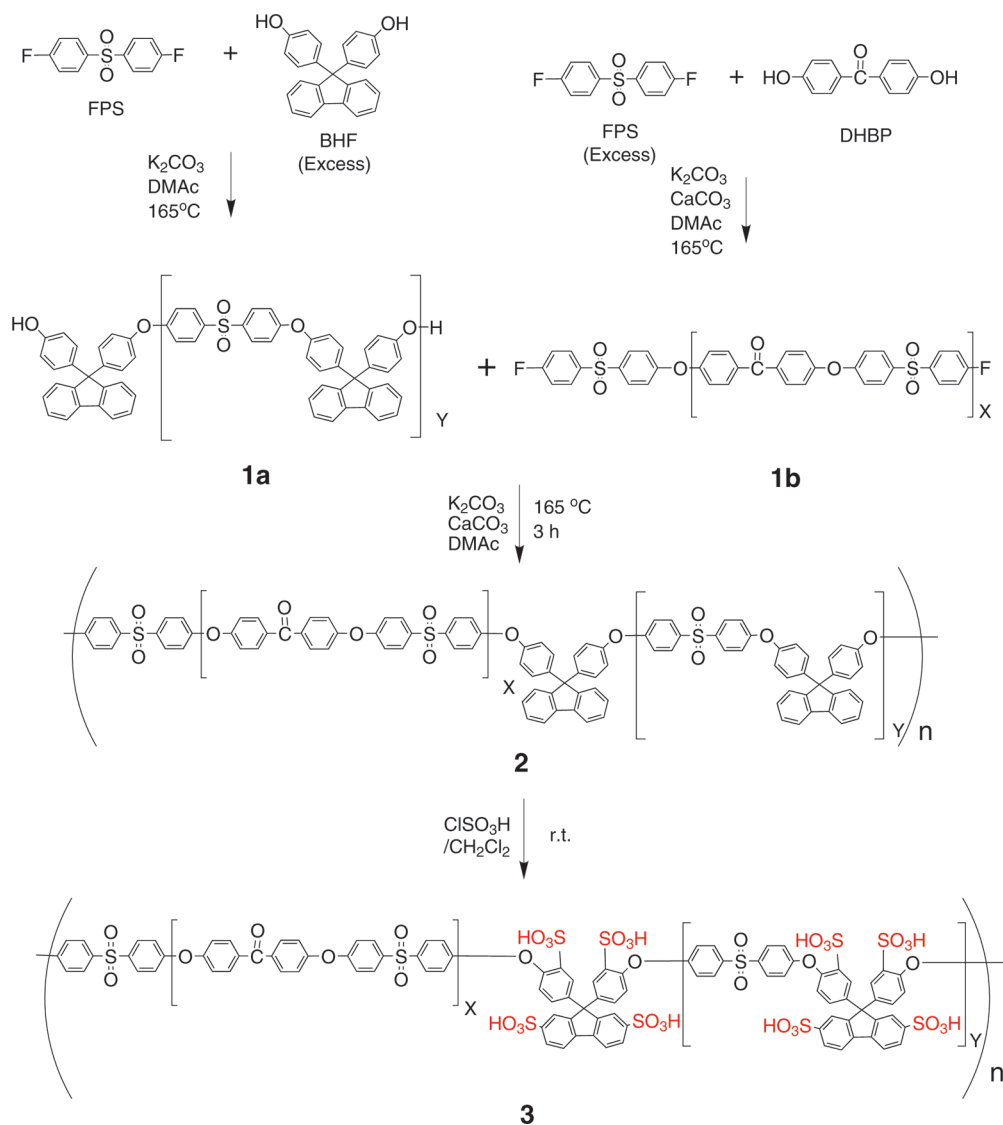 HO
OH
F
O
S
O
F
+
FPS
BHF
(Excess)
K₂CO₃
DMAc
165°C
F
O
S
O
F
+
HO
O
C
OH
FPS
(Excess)
DHBP
K₂CO₃
CaCO₃
DMAc
165°C
HO
O
O
S
O
O
O
H
Y
1a
+
F
O
S
O
O
O
C
O
O
S
O
F
X
1b
K₂CO₃
CaCO₃
DMAc
165 °C
3 h
O
S
O
O
O
C
O
O
S
O
O
X
O
O
S
O
O
O
Y
n
2
ClSO₃H
/CH₂Cl₂
r.t.
O
S
O
O
O
C
O
O
S
O
X
O
HO₃S
SO₃H
O
HO₃S
SO₃H
O
S
O
O
HO₃S
SO₃H
O
HO₃S
SO₃H
Y
n
3